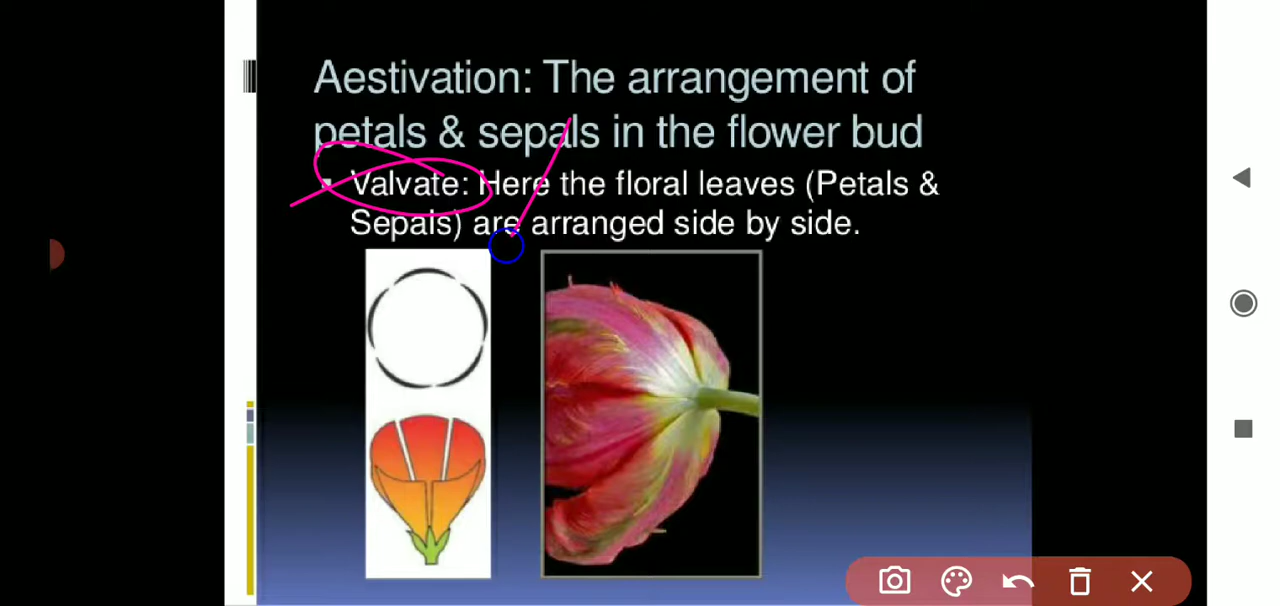 Aestivation: The arrangement of
petals & sepals in the flower bud
Valvate: Here the floral leaves (Petals &
Sepals) are arranged side by side.